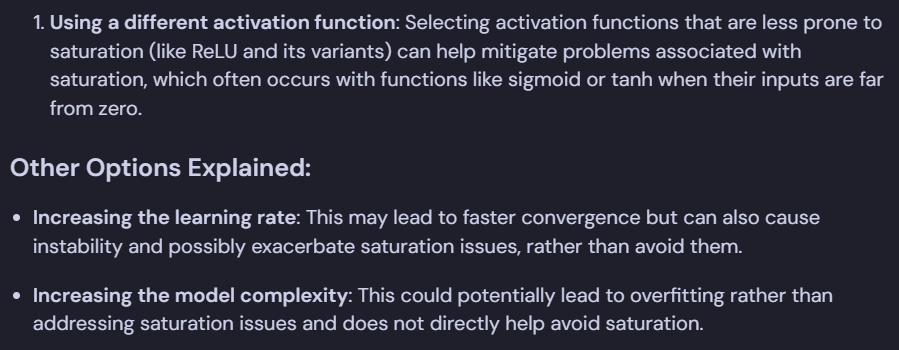 1. Using a different activation function: Selecting activation functions that are less prone to
saturation (like ReLU and its variants) can help mitigate problems associated with
saturation, which often occurs with functions like sigmoid or tanh when their inputs are far
from zero.
Other Options Explained:
• Increasing the learning rate: This may lead to faster convergence but can also cause
instability and possibly exacerbate saturation issues, rather than avoid them.
• Increasing the model complexity: This could potentially lead to overfitting rather than
addressing saturation issues and does not directly help avoid saturation.